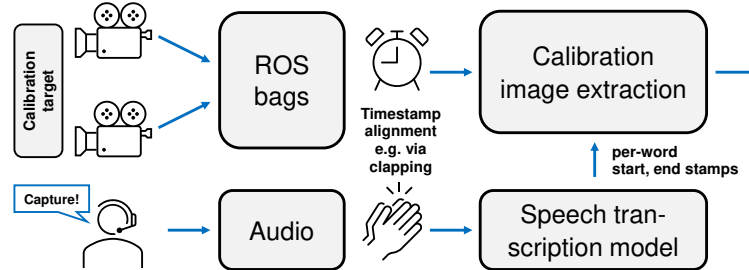 Calibration
target
ROS
bags
Timestamp
alignment
e.g. via
clapping
Calibration
image extraction
per-word
start, end stamps
Capture!
Audio
Speech tran-
scription model